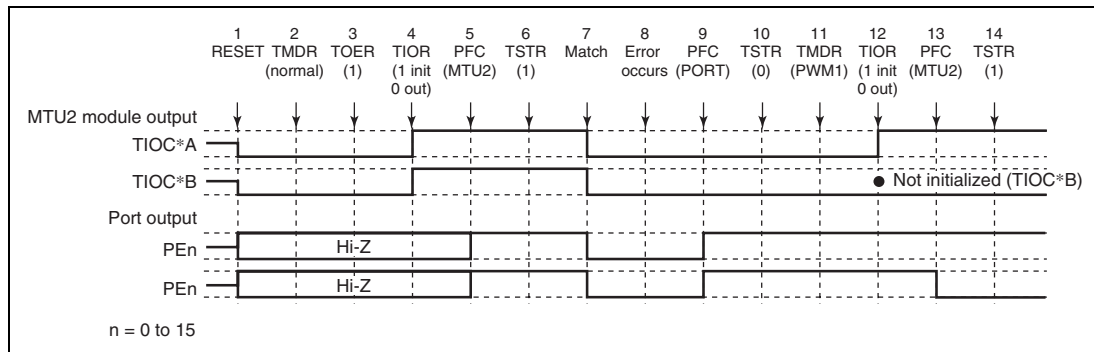 1 2 3 4 5 6 7 8 9 10 11 12 13 14
RESET TMDR TOER TIOR PFC TSTR Match Error PFC TSTR TMDR TIOR PFC TSTR
(normal) (1) (1 init (MTU2) (1) occurs (PORT) (0) (PWM1) (1 init (MTU2) (1)
0 out) 0 out)
MTU2 module output
TIOC*A
TIOC*B
● Not initialized (TIOC*B)
Port output
PEn
Hi-Z
PEn
Hi-Z
n = 0 to 15